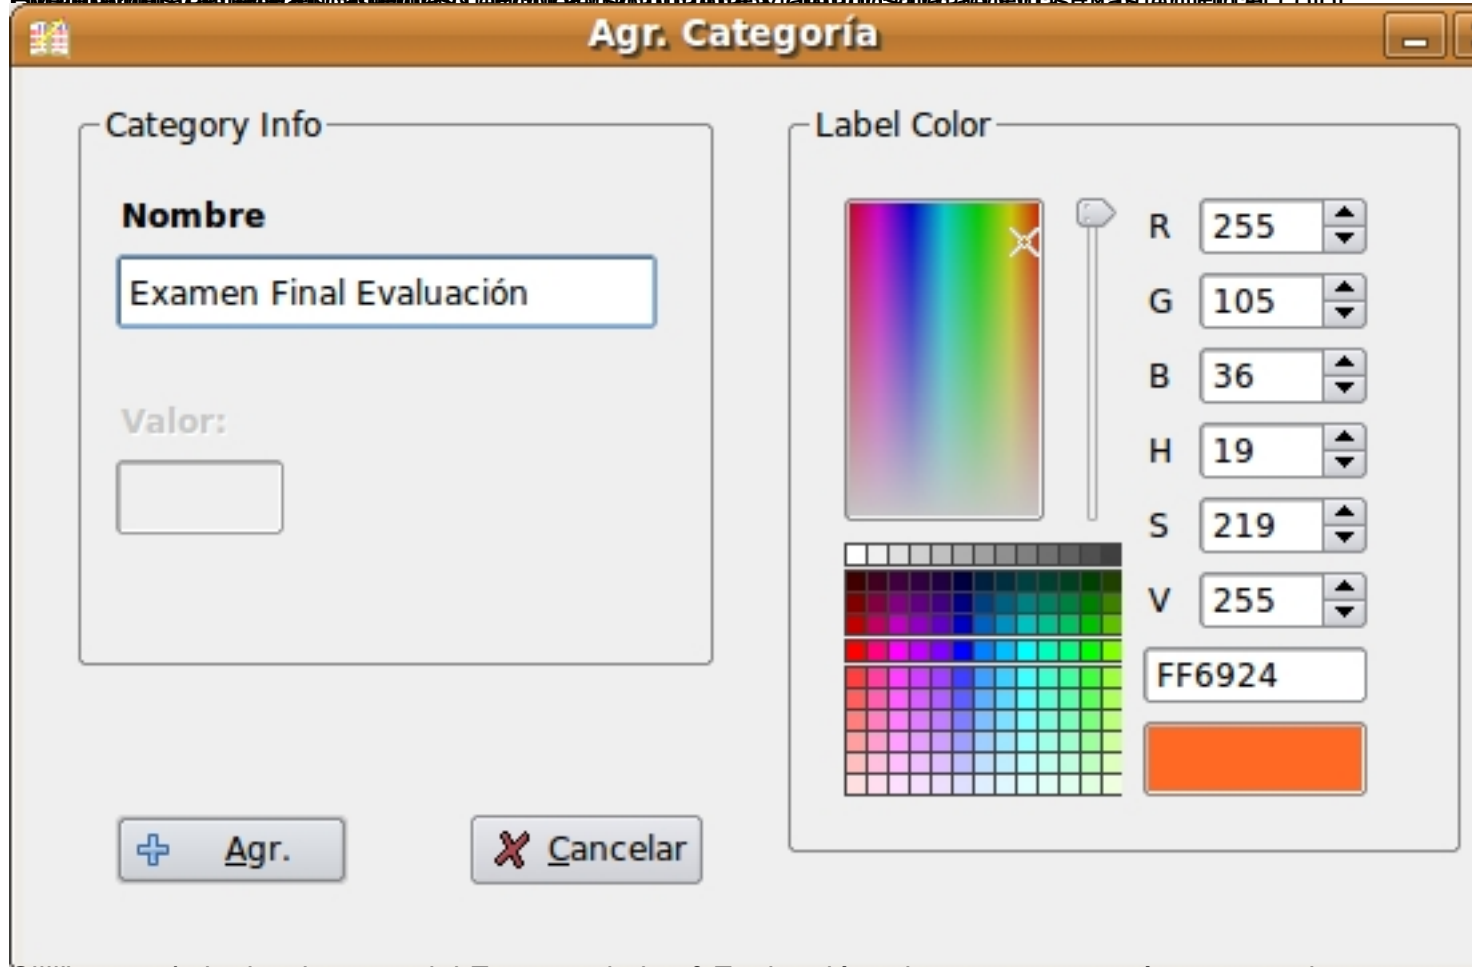 Agr. Categoría
Category Info
Nombre
Examen Final Evaluación
Valor:
Agr.
Cancelar
Label Color
R 255
G 105
B 36
H 19
S 219
V 255
FF6924